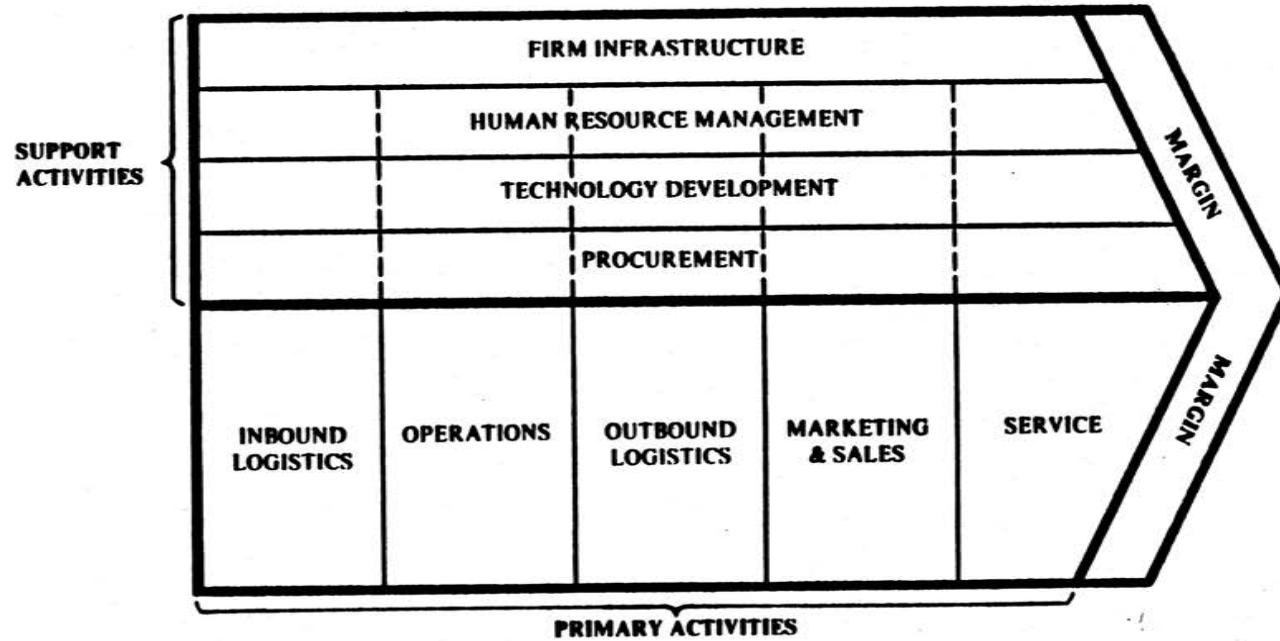 FIRM INFRASTRUCTURE
HUMAN RESOURCE MANAGEMENT
SUPPORT
ACTIVITIES
TECHNOLOGY DEVELOPMENT
PROCUREMENT
MARGIN
MARGIN
INBOUND
LOGISTICS
OPERATIONS
OUTBOUND
LOGISTICS
MARKETING
& SALES
SERVICE
PRIMARY ACTIVITIES